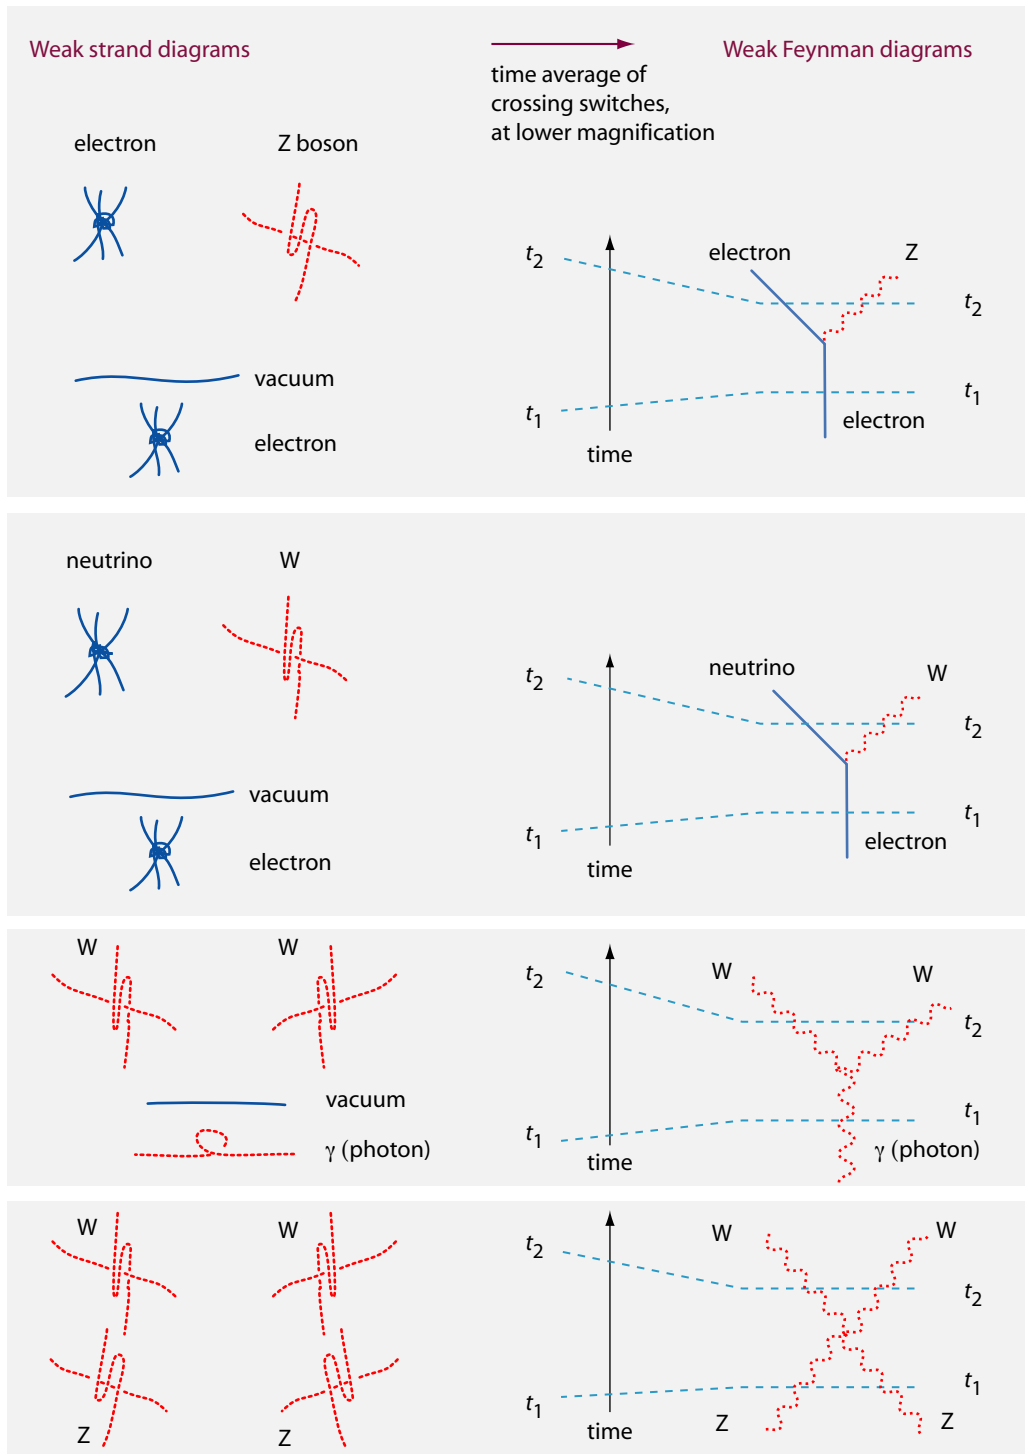 Weak strand diagrams
time average of
crossing switches,
at lower magnification
Weak Feynman diagrams
electron
Z boson
vacuum
electron
t2
t1
time
electron
Z
t2
t1
electron
neutrino
W
vacuum
electron
t2
t1
time
neutrino
W
t2
t1
electron
W
W
vacuum
γ (photon)
t2
t1
time
W
W
t2
t1
γ (photon)
W
W
Z
Z
t2
t1
time
W
W
t2
t1
Z
Z